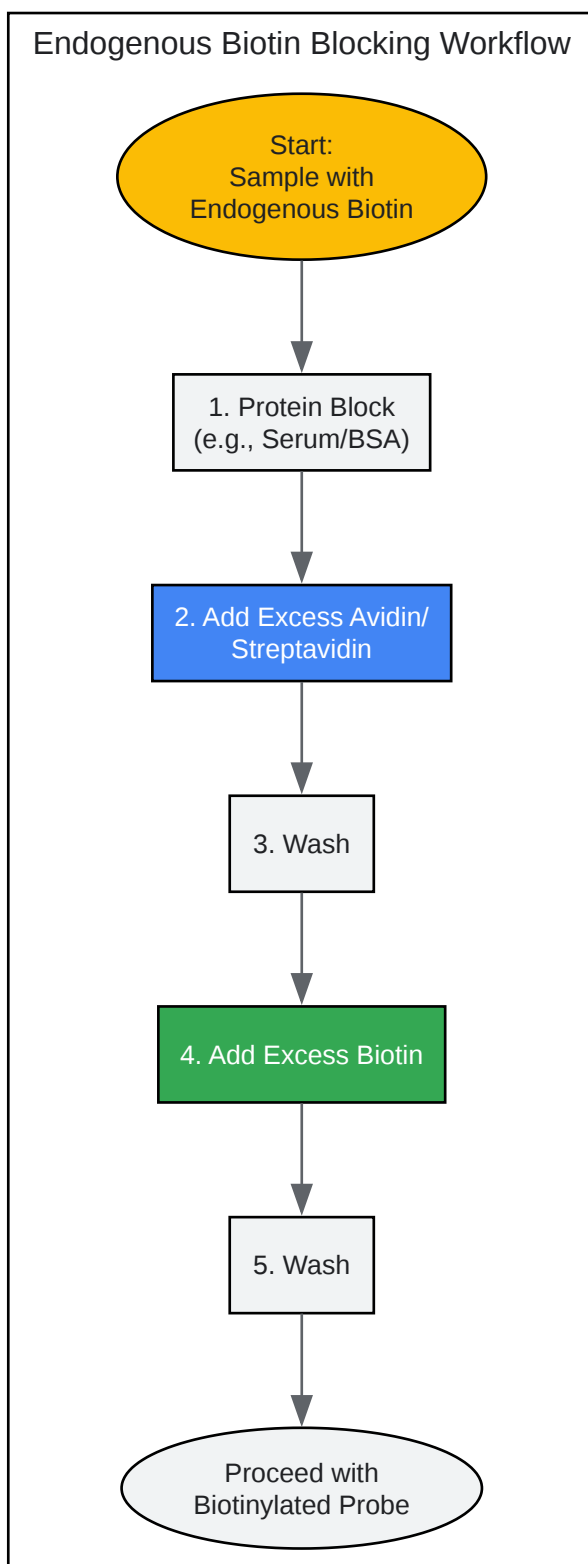 Endogenous Biotin Blocking Workflow
Start:
Sample with
Endogenous Biotin
1. Protein Block
(e.g., Serum/BSA)
2. Add Excess Avidin/
Streptavidin
3. Wash
4. Add Excess Biotin
5. Wash
Proceed with
Biotinylated Probe